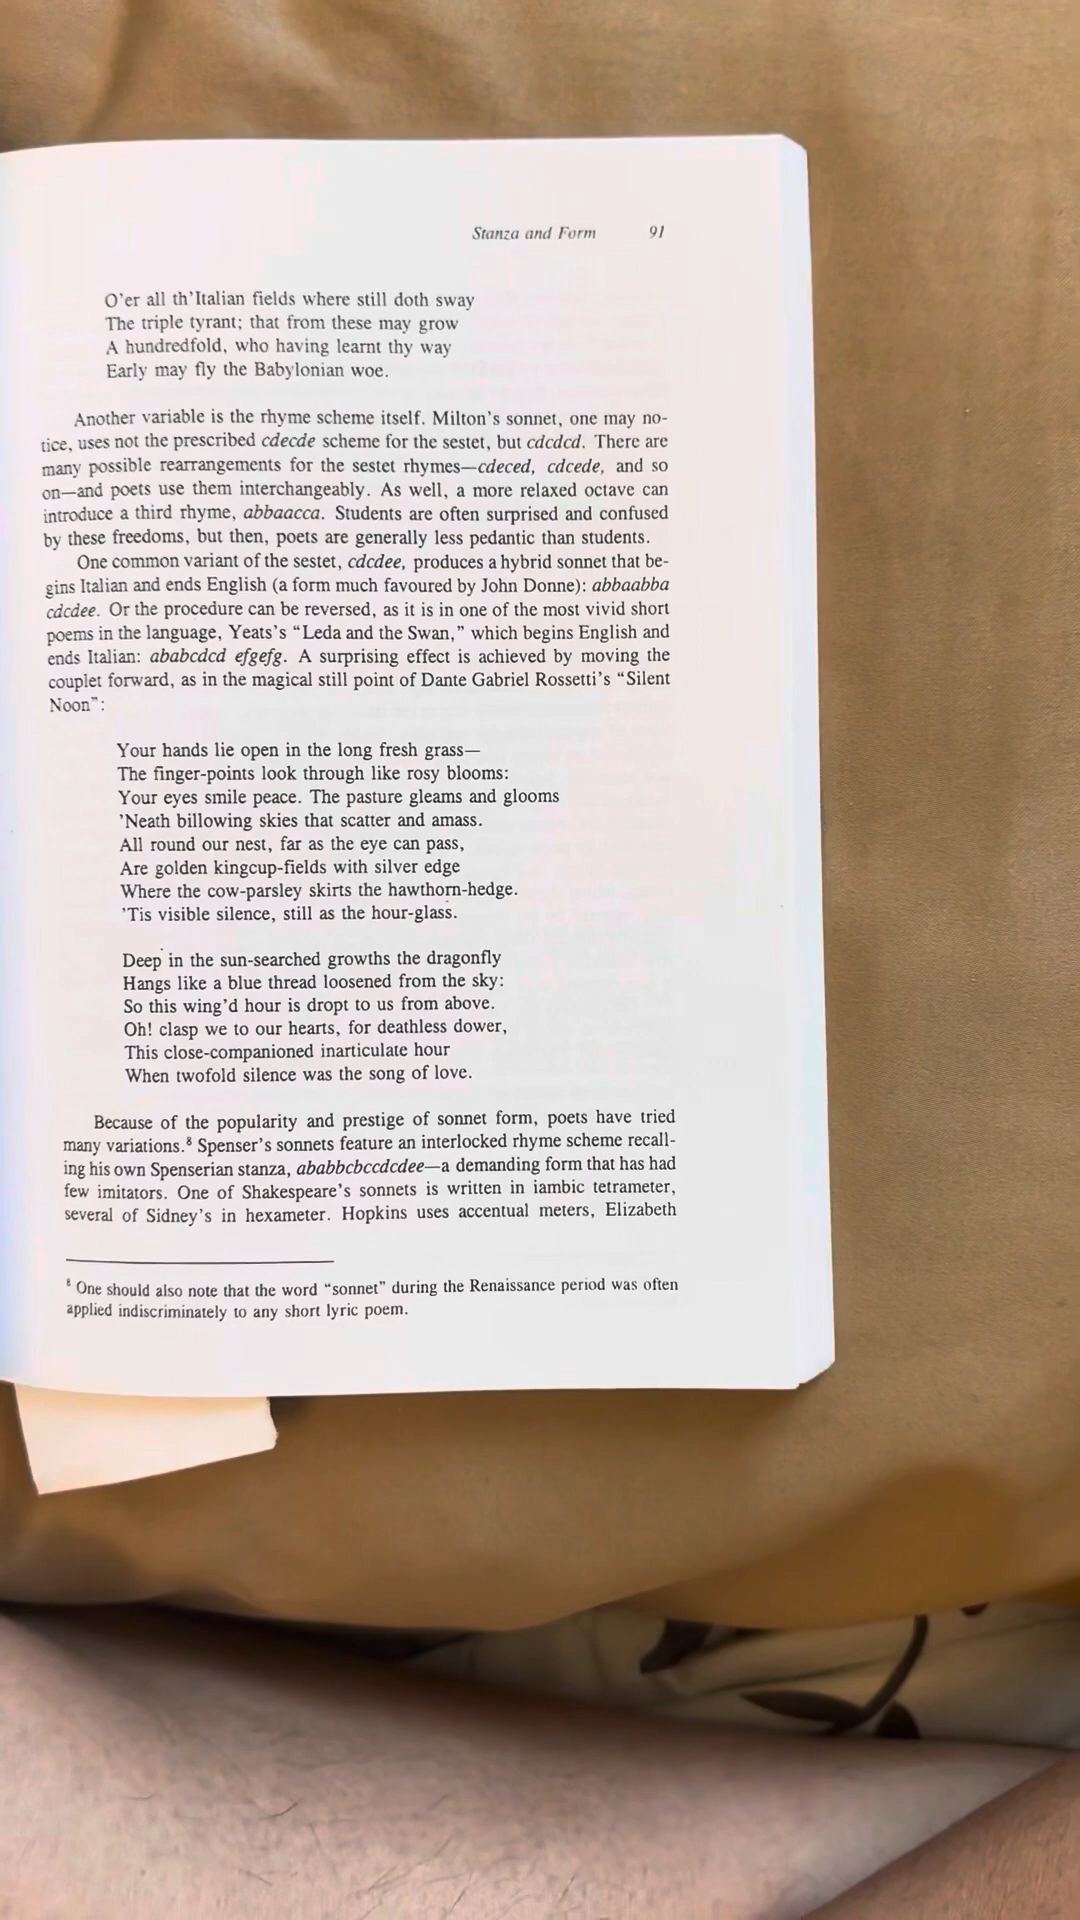 Stanza and Form 91
O'er all th'Italian fields where still doth sway
The triple tyrant; that from these may grow
A hundredfold, who having learnt thy way
Early may fly the Babylonian woe.
Another variable is the rhyme scheme itself. Milton's sonnet, one may no-
tice, uses not the prescribed cdecde scheme for the sestet, but cdcdcd. There are
many possible rearrangements for the sestet rhymes—cdeced, cdcede, and so
on—and poets use them interchangeably. As well, a more relaxed octave can
introduce a third rhyme, abbaacca. Students are often surprised and confused
by these freedoms, but then, poets are generally less pedantic than students.
One common variant of the sestet, cdcdee, produces a hybrid sonnet that be-
gins Italian and ends English (a form much favoured by John Donne): abbaabba
cdcdee. Or the procedure can be reversed, as it is in one of the most vivid short
poems in the language, Yeats's "Leda and the Swan," which begins English and
ends Italian: ababcdcd efgefg. A surprising effect is achieved by moving the
couplet forward, as in the magical still point of Dante Gabriel Rossetti's "Silent
Noon":
Your hands lie open in the long fresh grass—
The finger-points look through like rosy blooms:
Your eyes smile peace. The pasture gleams and glooms
'Neath billowing skies that scatter and amass.
All round our nest, far as the eye can pass,
Are golden kingcup-fields with silver edge
Where the cow-parsley skirts the hawthorn-hedge.
'Tis visible silence, still as the hour-glass.
Deep in the sun-searched growths the dragonfly
Hangs like a blue thread loosened from the sky:
So this wing'd hour is dropt to us from above.
Oh! clasp we to our hearts, for deathless dower,
This close-companioned inarticulate hour
When twofold silence was the song of love.
Because of the popularity and prestige of sonnet form, poets have tried
many variations.⁸ Spenser's sonnets feature an interlocked rhyme scheme recall-
ing his own Spenserian stanza, ababbcbccdcdee—a demanding form that has had
few imitators. One of Shakespeare's sonnets is written in iambic tetrameter,
several of Sidney's in hexameter. Hopkins uses accentual meters, Elizabeth
⁸ One should also note that the word "sonnet" during the Renaissance period was often
applied indiscriminately to any short lyric poem.